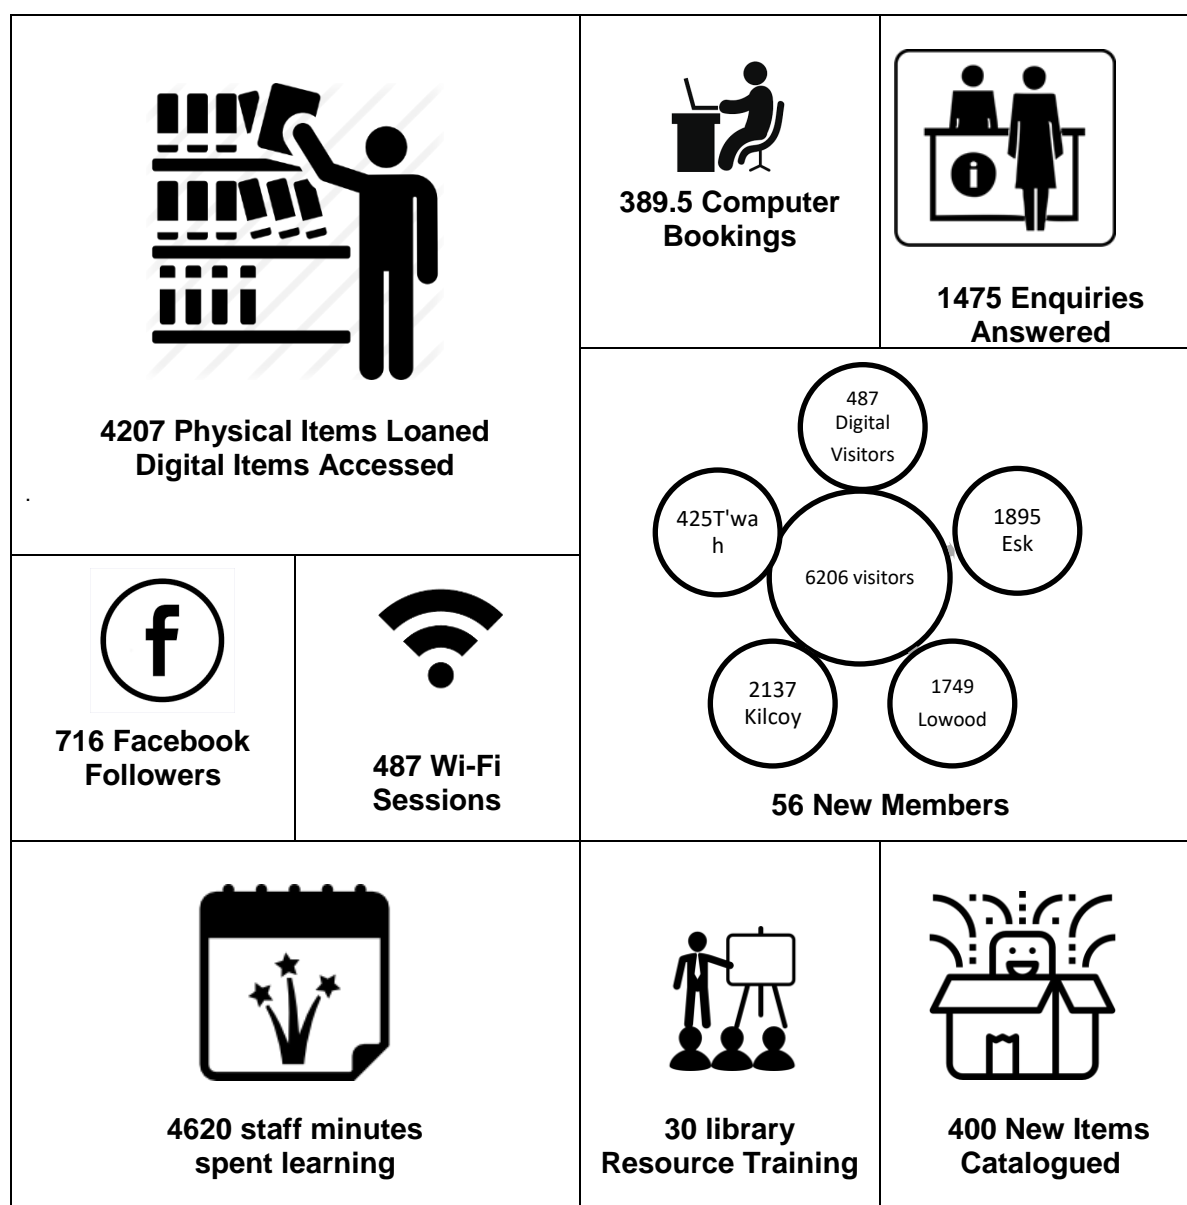 4207 Physical Items Loaned
Digital Items Accessed
.
389.5 Computer
Bookings
i
1475 Enquiries
Answered
487
Digital
Visitors
425T'wa
h
1895
Esk
6206 visitors
2137
Kilcoy
1749
Lowood
56 New Members
f
716 Facebook
Followers
487 Wi-Fi
Sessions
4620 staff minutes
spent learning
30 library
Resource Training
400 New Items
Catalogued